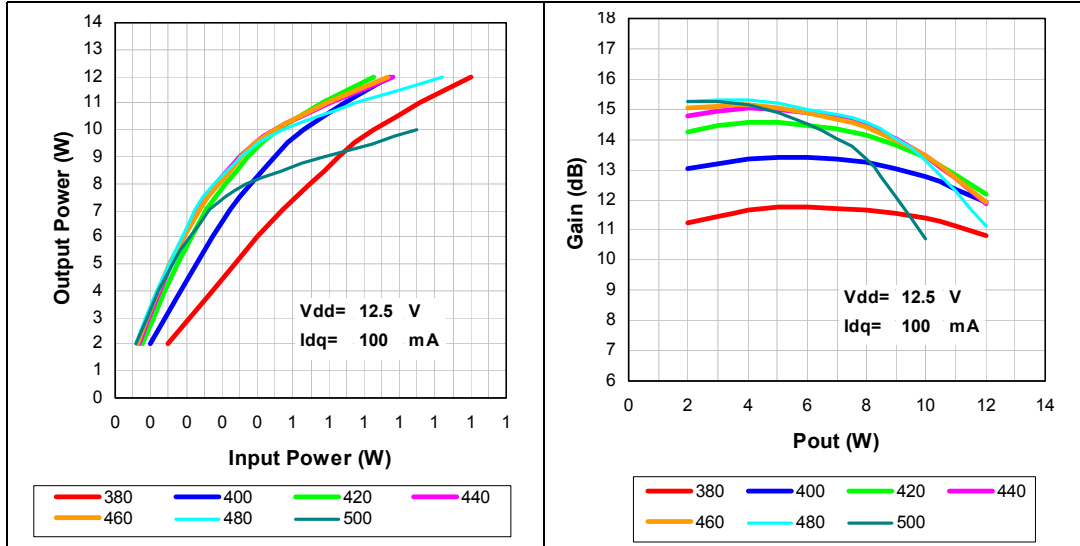 14
13
12
11
10
9
8
7
6
5
4
3
2
1
0
Output Power (W)
Vdd= 12.5 V
Idq= 100 mA
0 0 0 0 0 1 1 1 1 1 1 1
Input Power (W)
380 400 420 440
460 480 500
18
17
16
15
14
13
12
11
10
9
8
7
6
Gain (dB)
Vdd= 12.5 V
Idq= 100 mA
0 2 4 6 8 10 12 14
Pout (W)
380 400 420 440
460 480 500